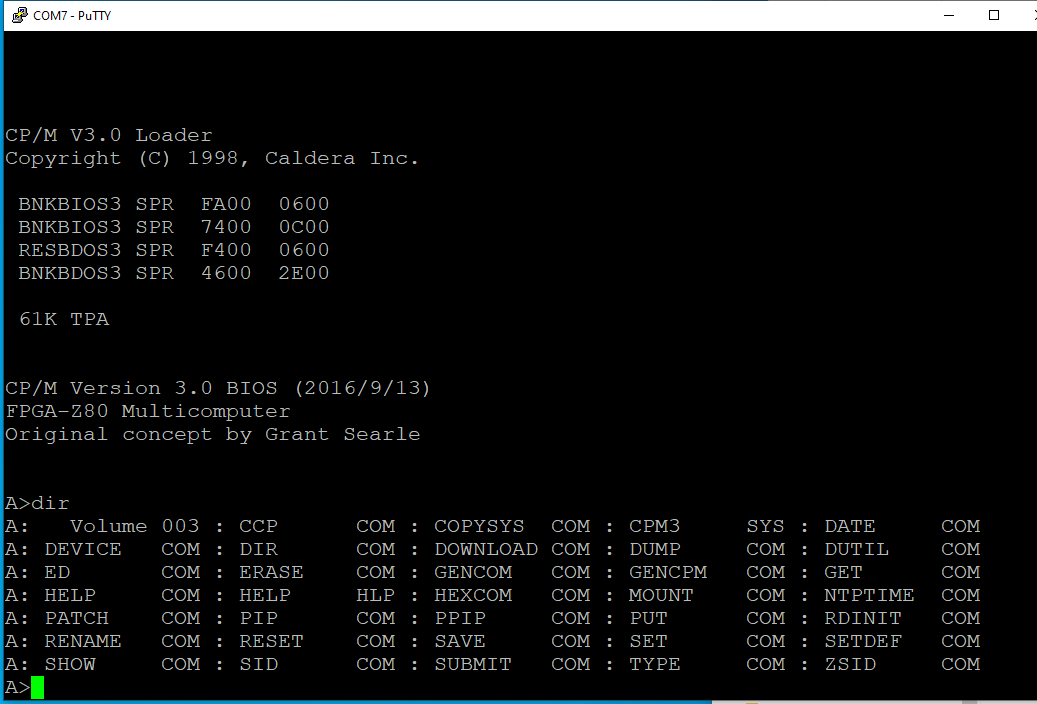 COM7 - PuTTY
CP/M V3.0 Loader
Copyright (C) 1998, Caldera Inc.
BNKBIOS3 SPR  FA00  0600
BNKBIOS3 SPR  7400  0C00
RESBDOS3 SPR  F400  0600
BNKBDOS3 SPR  4600  2E00
61K TPA
CP/M Version 3.0 BIOS (2016/9/13)
FPGA-Z80 Multicomputer
Original concept by Grant Searle
A>dir
A:   Volume 003 : CCP      COM : COPYSYS  COM : CPM3     SYS : DATE     COM
A: DEVICE   COM : DIR      COM : DOWNLOAD COM : DUMP     COM : DUTIL    COM
A: ED       COM : ERASE    COM : GENCOM   COM : GENCPM   COM : GET      COM
A: HELP     COM : HELP     HLP : HEXCOM   COM : MOUNT    COM : NTPTIME  COM
A: PATCH    COM : PIP      COM : PPIP     COM : PUT      COM : RDINIT   COM
A: RENAME   COM : RESET    COM : SAVE     COM : SET      COM : SETDEF   COM
A: SHOW     COM : SID      COM : SUBMIT   COM : TYPE     COM : ZSID     COM
A>